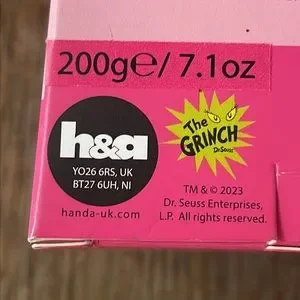 200g℮/ 7.1oz
h&a
YO26 6RS, UK
BT27 6UH, NI
handa-uk.com
The
GRINCH
Dr. Seuss
TM & © 2023
Dr. Seuss Enterprises,
L.P. All rights reserved.